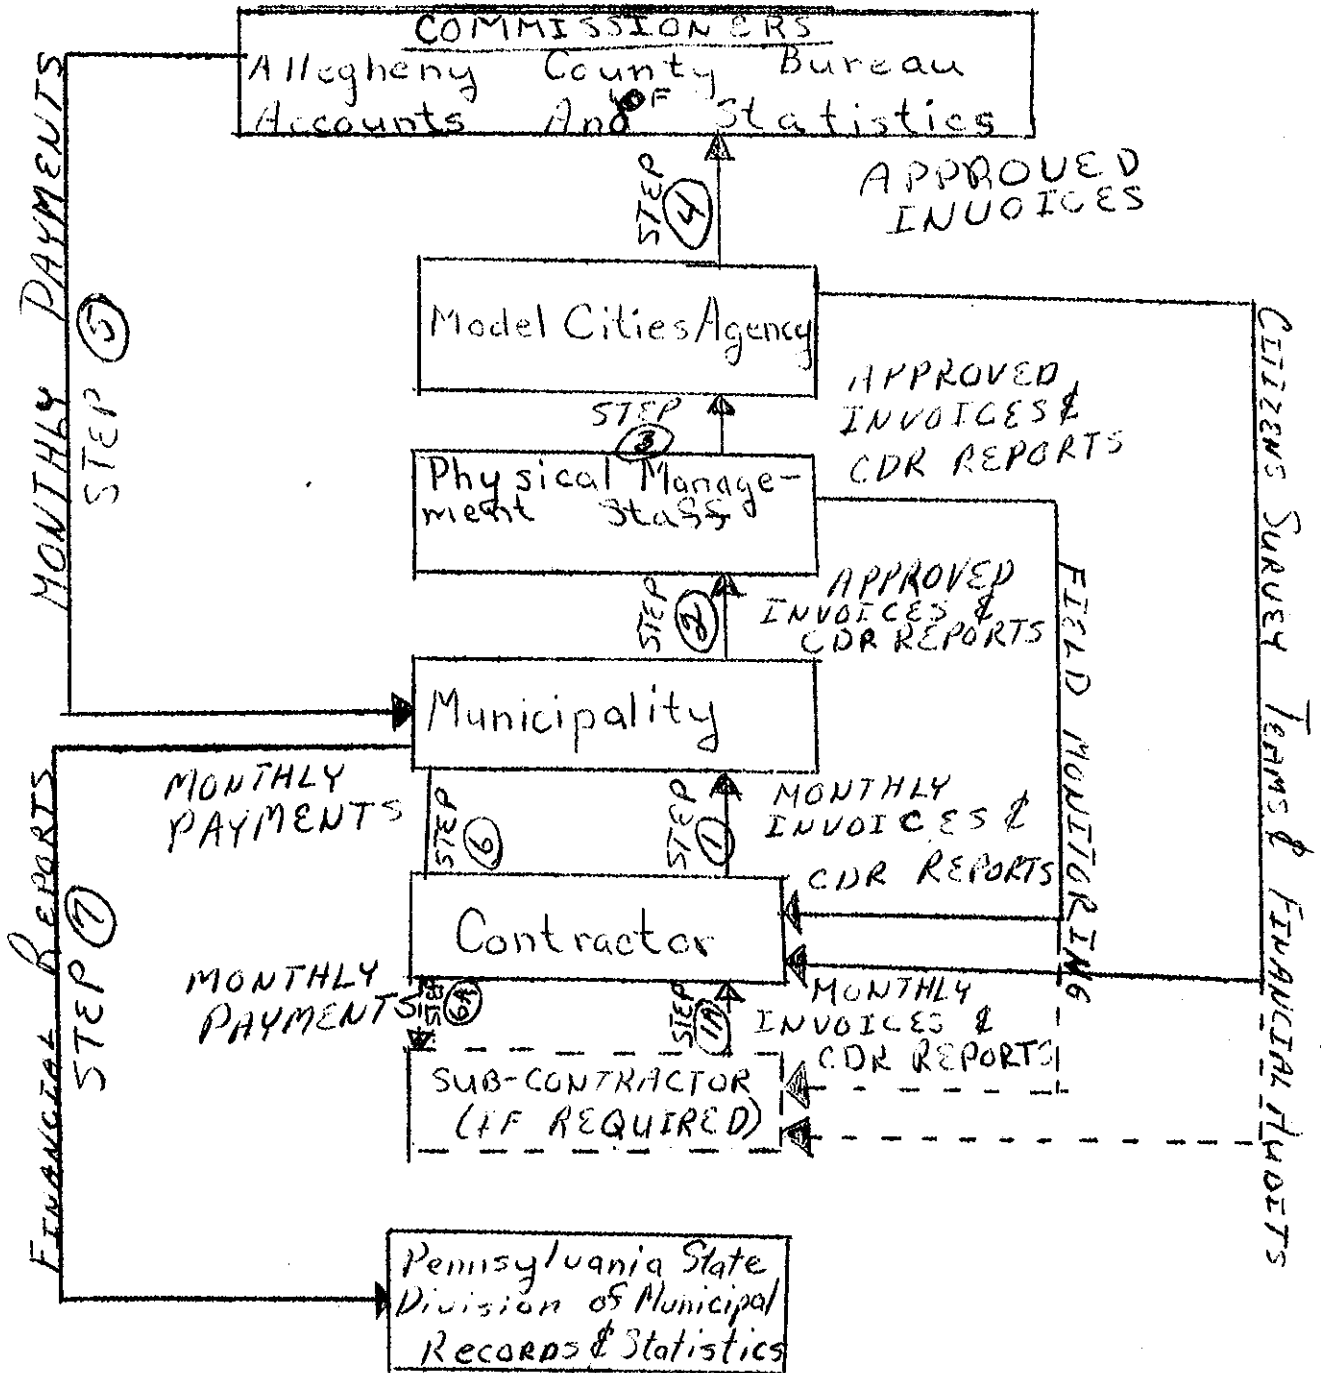 COMMISSIONERS
Allegheny County Bureau
OF
Accounts And Statistics
MONTHLY PAYMENTS
STEP 5
STEP 4
APPROVED
INVOICES
Model Cities Agency
STEP
3
APPROVED
INVOICES &
CDR REPORTS
Physical Manage-
ment Staff
STEP 2
APPROVED
INVOICES &
CDR REPORTS
FIELD MONITORING
CITIZENS SURVEY TEAMS & FINANCIAL AUDITS
Municipality
MONTHLY
PAYMENTS
STEP 6
STEP 1
MONTHLY
INVOICES &
CDR REPORTS
Contractor
MONTHLY
PAYMENTS
STEP 6A
STEP 1A
MONTHLY
INVOICES &
CDR REPORTS
SUB-CONTRACTOR
(IF REQUIRED)
FINANCIAL REPORTS
STEP 7
Pennsylvania State
Division of Municipal
Records & Statistics